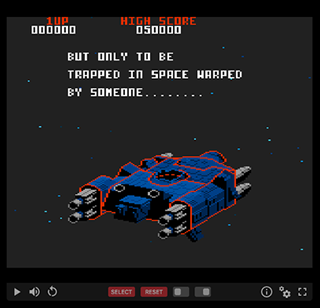 1UP HIGH SCORE
000000 050000
BUT ONLY TO BE
TRAPPED IN SPACE WARPED
BY SOMEONE........
SELECT RESET